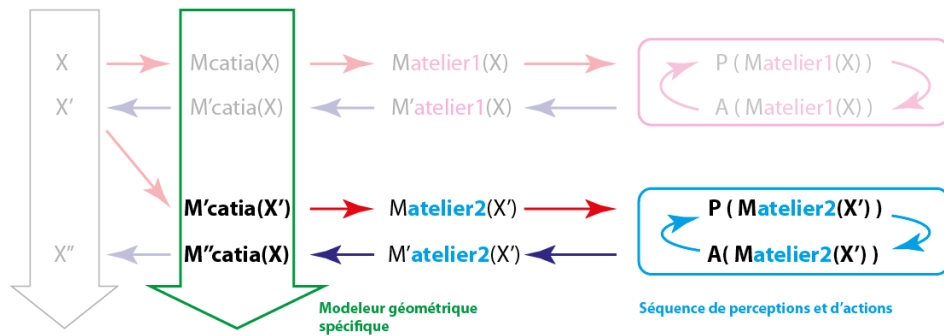 X Mcatia(X) Matelier1(X) P ( Matelier1(X) )
X' M'catia(X) M'atelier1(X) A ( Matelier1(X) )
M'catia(X') Matelier2(X') P ( Matelier2(X') )
X'' M''catia(X) M'atelier2(X') A( Matelier2(X') )
Modeleur géométrique Séquence de perceptions et d'actions
spécifique